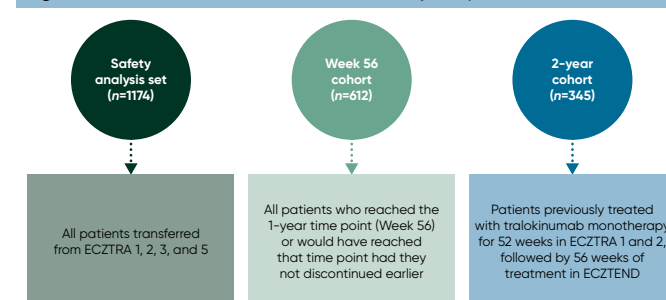 Safety
analysis set
(n=1174)
Week 56
cohort
(n=612)
2-year
cohort
(n=345)
All patients transferred
from ECZTRA 1, 2, 3, and 5
All patients who reached the
1-year time point (Week 56)
or would have reached
that time point had they
not discontinued earlier
Patients previously treated
with tralokinumab monotherapy
for 52 weeks in ECZTRA 1 and 2,
followed by 56 weeks of
treatment in ECZTEND